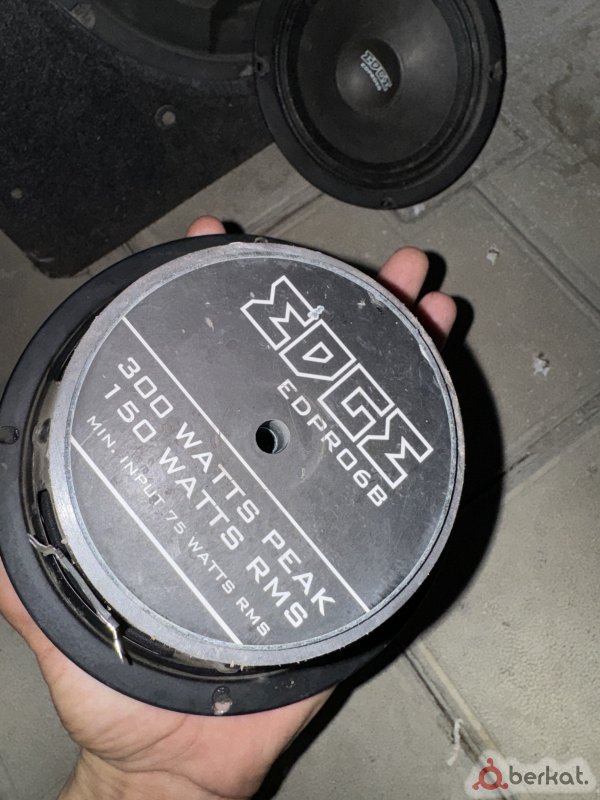 EDGE
EDPRO6B
300 WATTS PEAK
150 WATTS RMS
MIN. INPUT 75 WATTS RMS
EDGE
berkat.